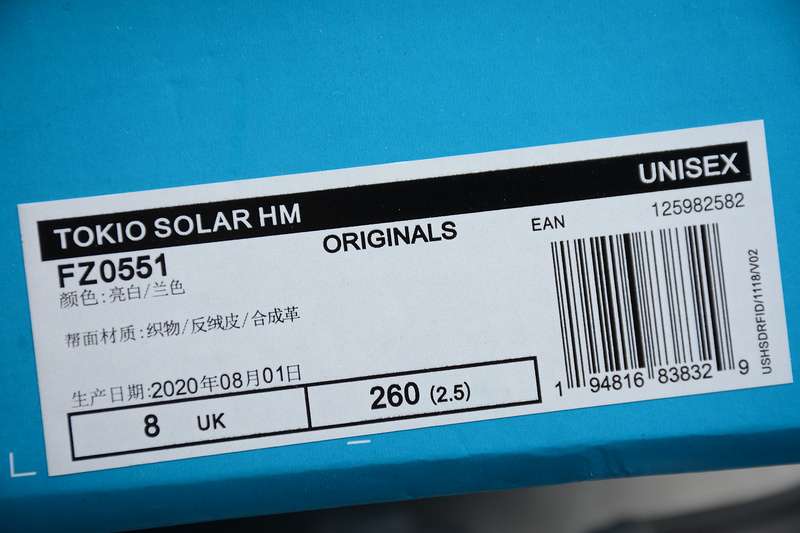 TOKIO SOLAR HM UNISEX
FZ0551 ORIGINALS EAN 125982582
颜色:亮白/兰色
帮面材质:织物/反绒皮/合成革
生产日期:2020年08月01日
8 UK 260 (2.5)
1 94816 83832 9
USHSDRFID/1118/V02